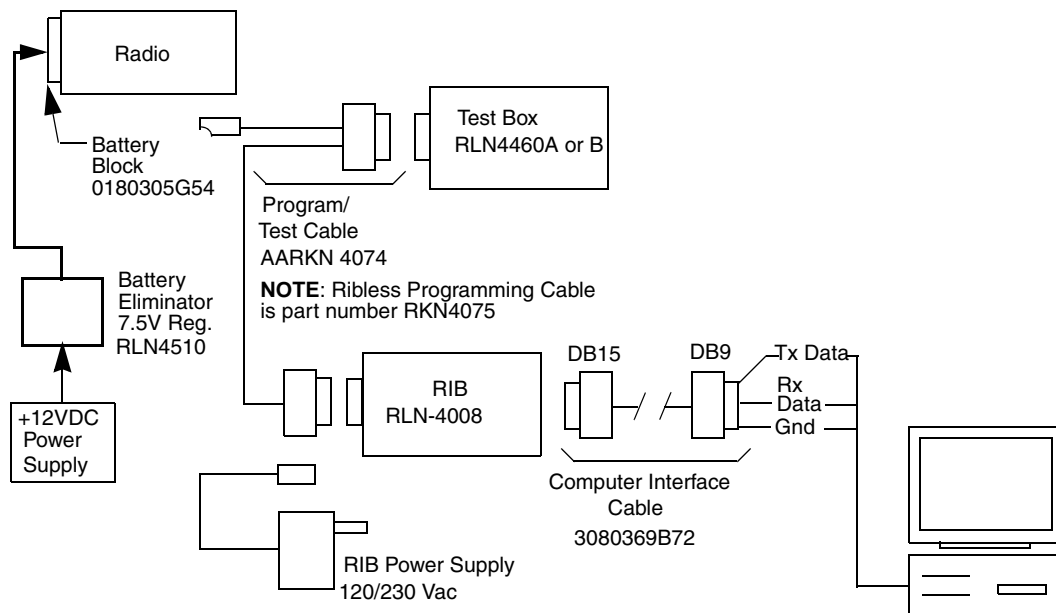 Radio
Battery
Block
0180305G54
Test Box
RLN4460A or B
Program/
Test Cable
AARKN 4074
NOTE: Ribless Programming Cable
is part number RKN4075
Battery
Eliminator
7.5V Reg.
RLN4510
+12VDC
Power
Supply
RIB
RLN-4008
DB15
DB9
Tx Data
Rx
Data
Gnd
Computer Interface
Cable
3080369B72
RIB Power Supply
120/230 Vac